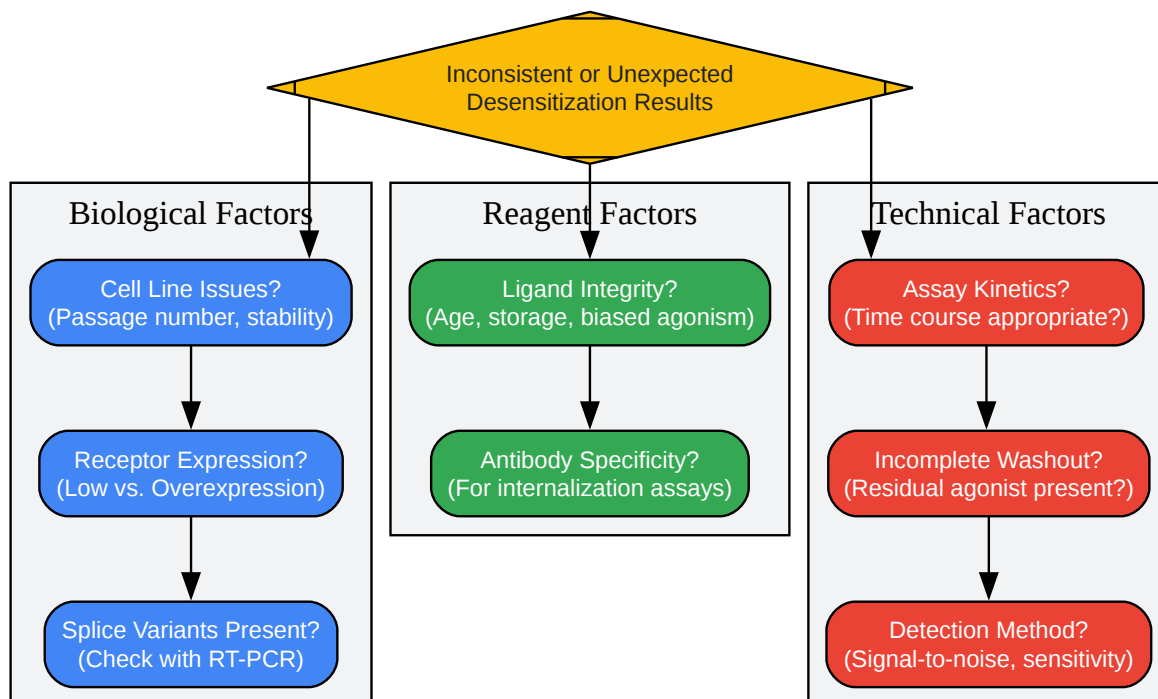 Inconsistent or Unexpected
Desensitization Results
Biological Factors
Cell Line Issues?
(Passage number, stability)
Receptor Expression?
(Low vs. Overexpression)
Splice Variants Present?
(Check with RT-PCR)
Reagent Factors
Ligand Integrity?
(Age, storage, biased agonism)
Antibody Specificity?
(For internalization assays)
Technical Factors
Assay Kinetics?
(Time course appropriate?)
Incomplete Washout?
(Residual agonist present?)
Detection Method?
(Signal-to-noise, sensitivity)